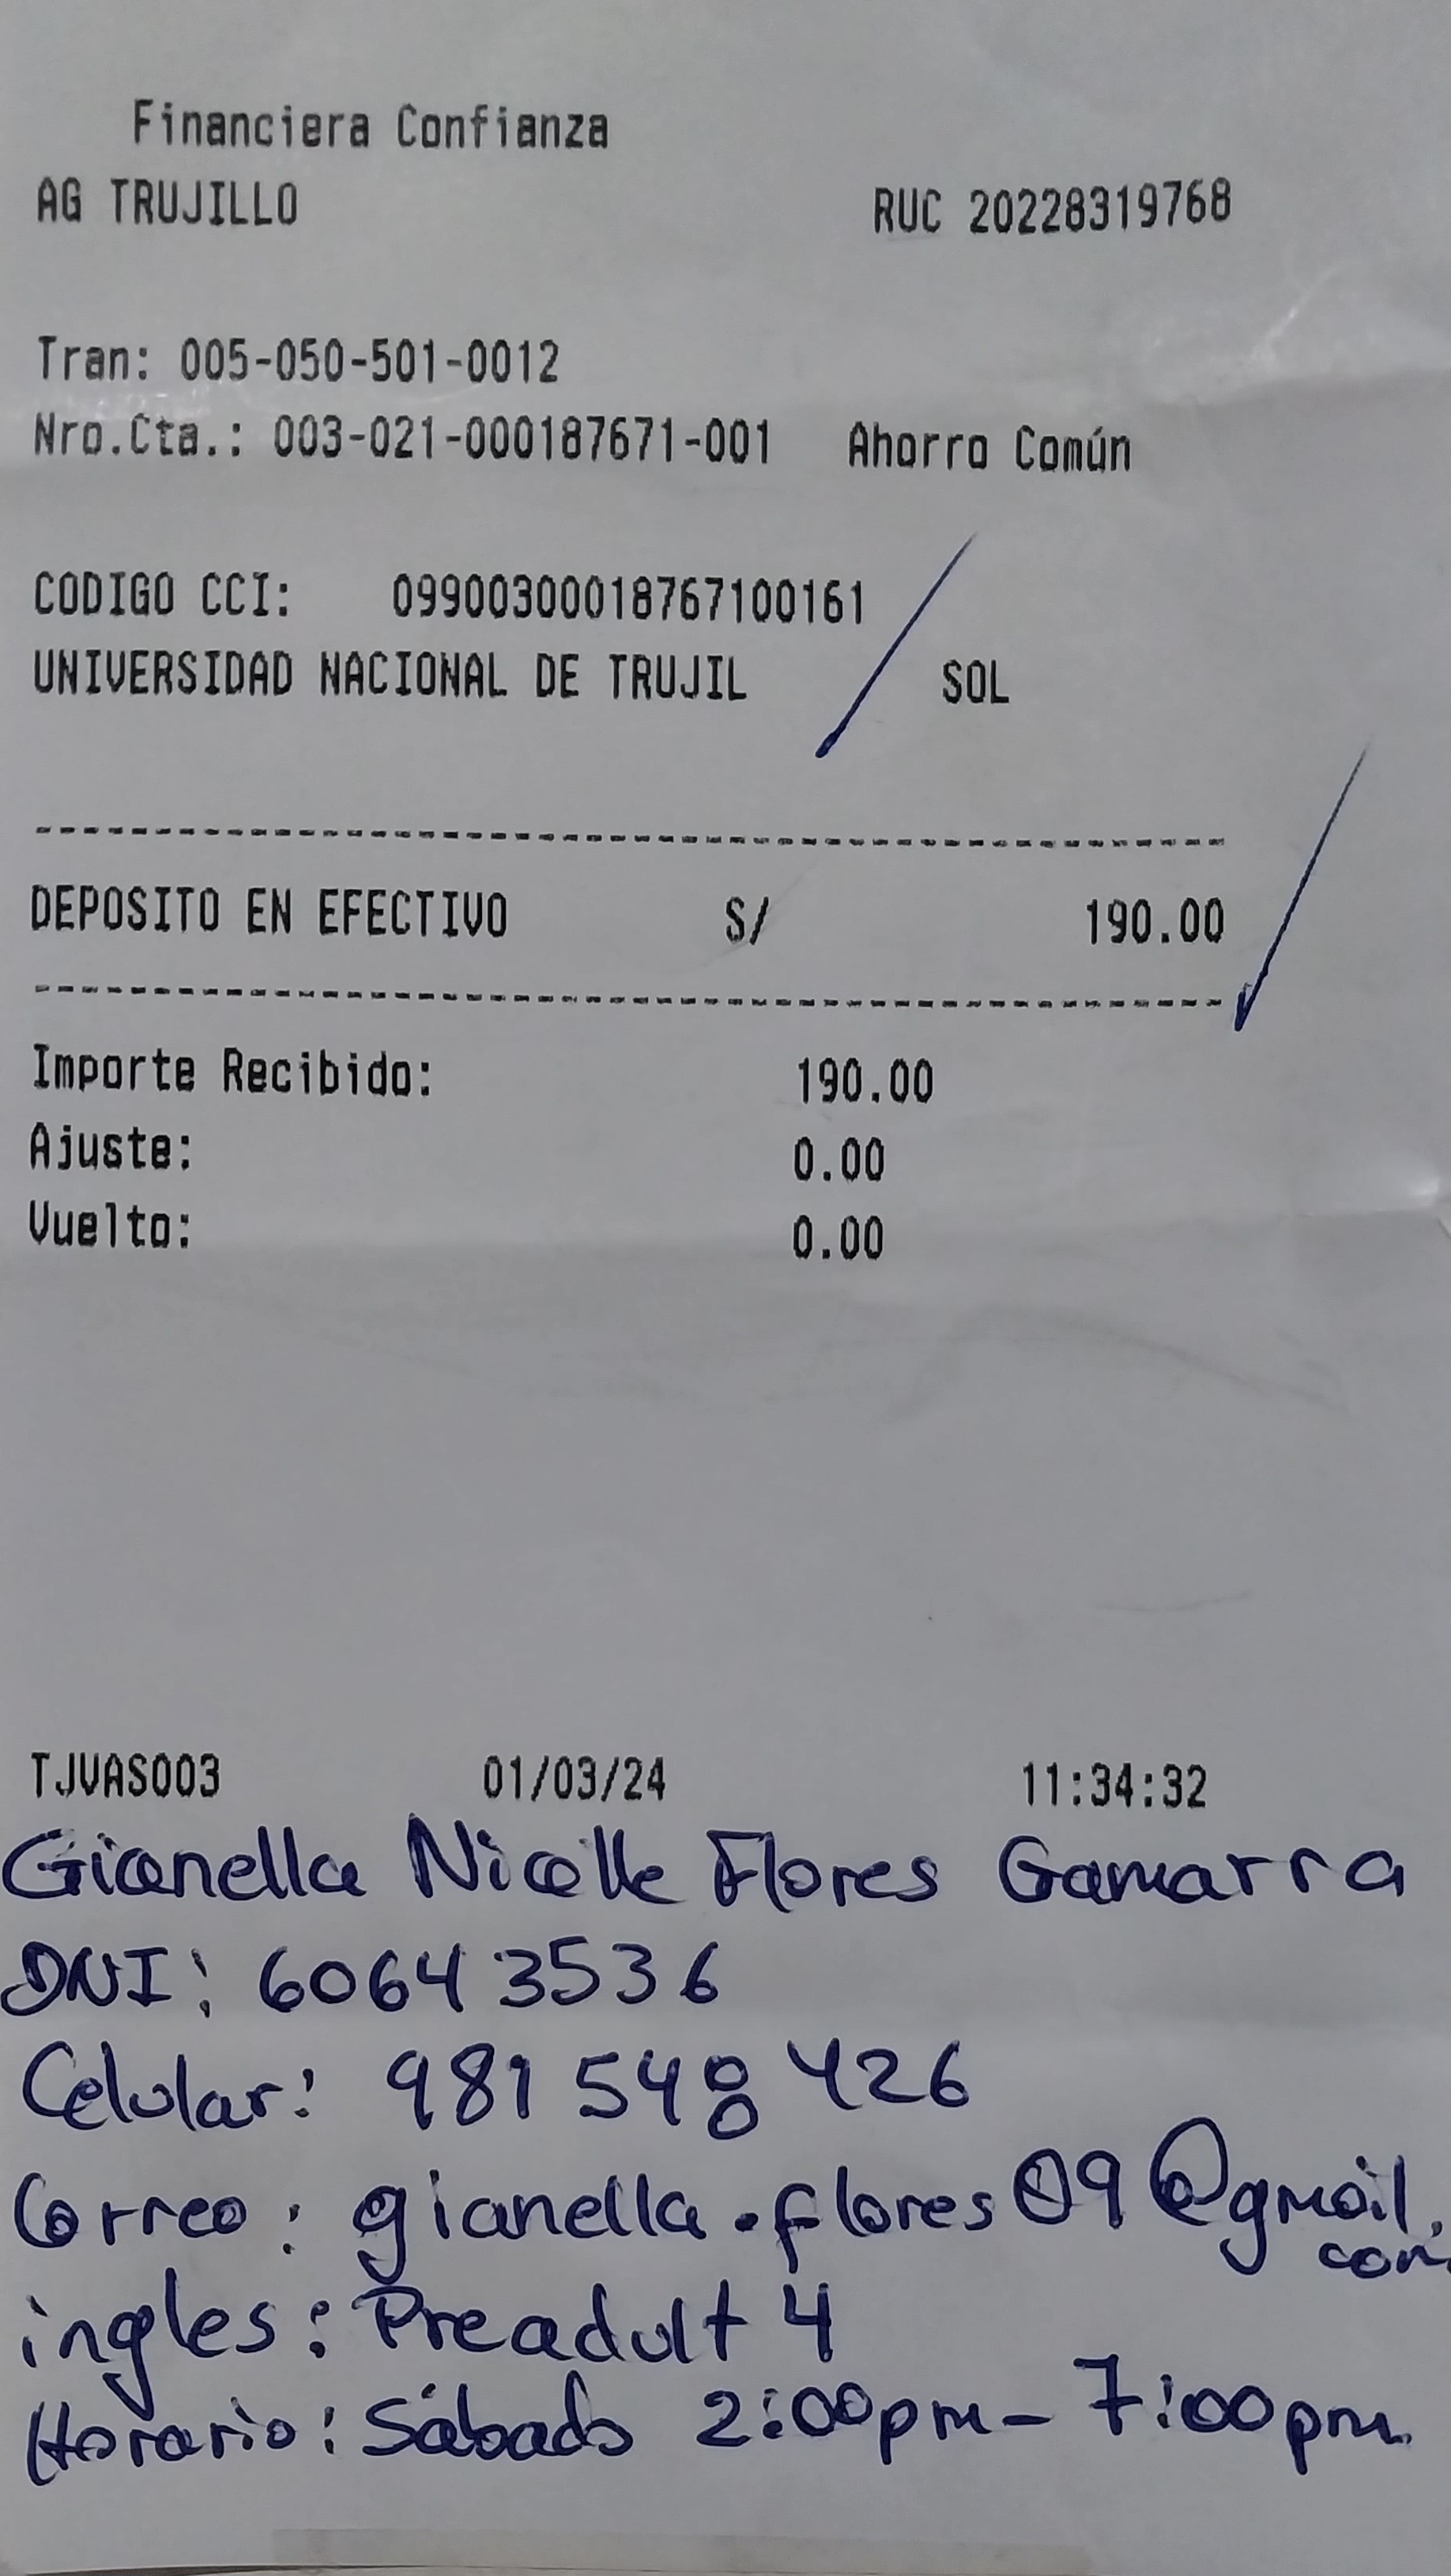 Financiera Confianza
AG TRUJILLO RUC 20228319768
Tran: 005-050-501-0012
Nro.Cta.: 003-021-000187671-001 Ahorro Común
CODIGO CCI: 09900300018767100161
UNIVERSIDAD NACIONAL DE TRUJIL SOL
DEPOSITO EN EFECTIVO S/ 190.00
Importe Recibido: 190.00
Ajuste: 0.00
Vuelto: 0.00
TJVAS003 01/03/24 11:34:32
Gianella Nicolle Flores Gamarra
DNI: 60643536
Celular: 981 548 426
Correo: gianella.flores09@gmail.
com
ingles: Preadult 4
Horario: Sábado 2:00pm - 7:00pm